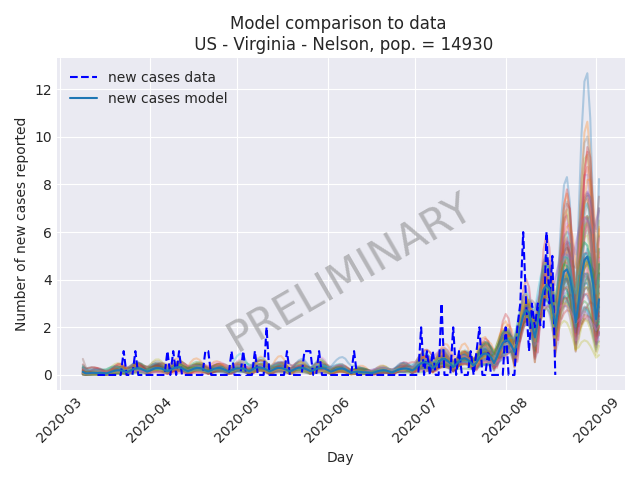 Model comparison to data
US - Virginia - Nelson, pop. = 14930
new cases data
new cases model
Number of new cases reported
12
10
8
6
4
2
0
PRELIMINARY
2020-03
2020-04
2020-05
2020-06
2020-07
2020-08
2020-09
Day